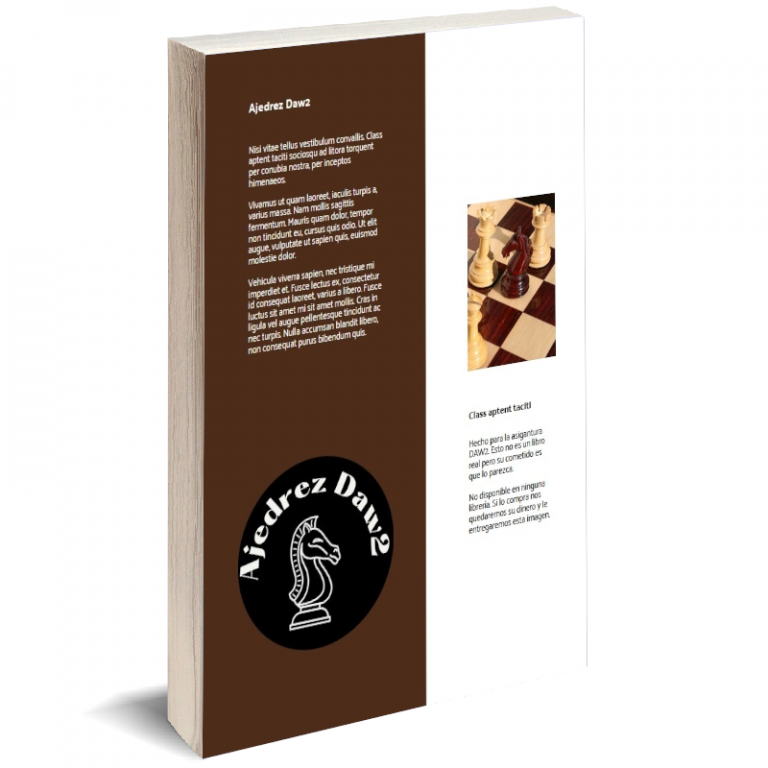 Ajedrez Daw2
Nisi vitae tellus vestibulum convallis. Class
aptent taciti sociosqu ad litora torquent
per conubia nostra, per inceptos
himenaeos.
Vivamus ut quam laoreet, iaculis turpis a,
varius massa. Nam mollis sagittis
fermentum. Mauris quam dolor, tempor
non tincidunt eu, cursus quis odio. Ut elit
augue, vulputate ut sapien quis, euismod
molestie dolor.
Vehicula viverra sapien, nec tristique mi
imperdiet et. Fusce lectus ex, consectetur
id consequat laoreet, varius a libero. Fusce
luctus sit amet mi sit amet mollis. Cras in
ligula vel augue pellentesque tincidunt ac
nec turpis. Nulla accumsan blandit libero,
non consequat purus bibendum quis.
Ajedrez Daw2
Class aptent taciti
Hecho para la asigantura
DAW2. Esto no es un libro
real pero su cometido es
que lo parezca.
No disponible en ninguna
librería. Si lo compra nos
quedaremos su dinero y le
entregaremos esta imagen.